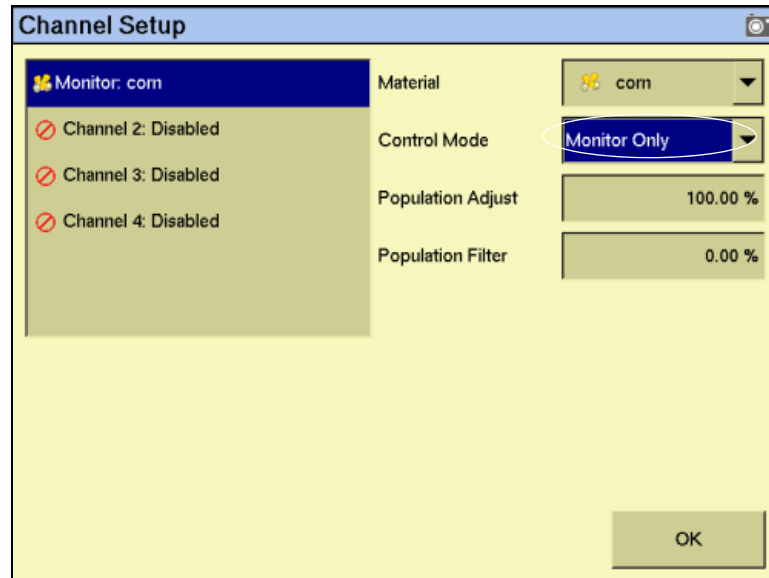 Channel Setup
Monitor: corn
Channel 2: Disabled
Channel 3: Disabled
Channel 4: Disabled
Material
corn
Control Mode
Monitor Only
Population Adjust
100.00 %
Population Filter
0.00 %
OK